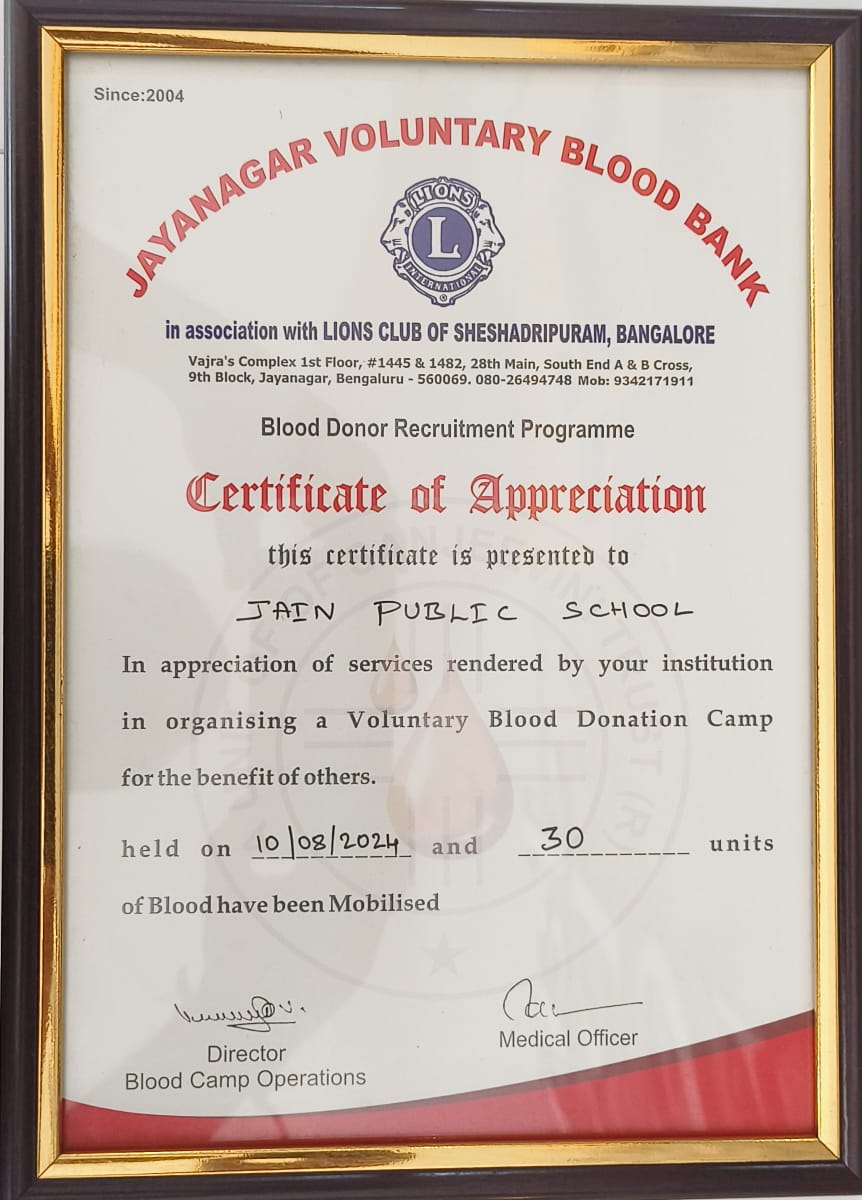 Since:2004
JAYANAGAR VOLUNTARY BLOOD BANK
LIONS
L
INTERNATIONAL
in association with LIONS CLUB OF SHESHADRIPURAM, BANGALORE
Vajra's Complex 1st Floor, #1445 & 1482, 28th Main, South End A & B Cross,
9th Block, Jayanagar, Bengaluru - 560069. 080-26494748 Mob: 9342171911
Blood Donor Recruitment Programme
Certificate of Appreciation
this certificate is presented to
JAIN PUBLIC SCHOOL
In appreciation of services rendered by your institution
in organising a Voluntary Blood Donation Camp
for the benefit of others.
held on 10/08/2024 and 30 units
of Blood have been Mobilised
Director
Blood Camp Operations
Medical Officer
A UNIT OF SANJEEVINI TRUST (R)